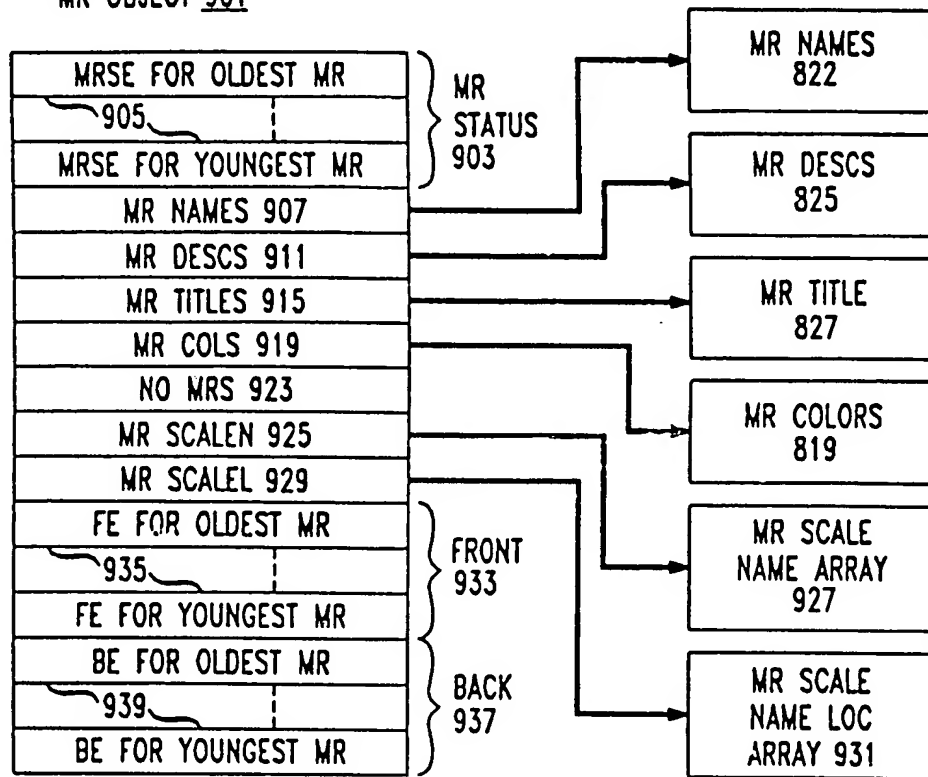 MR OBJECT 901
MRSE FOR OLDEST MR
905
MRSE FOR YOUNGEST MR
MR NAMES 907
MR DESCS 911
MR TITLES 915
MR COLS 919
NO MRS 923
MR SCALEN 925
MR SCALEL 929
FE FOR OLDEST MR
935
FE FOR YOUNGEST MR
BE FOR OLDEST MR
939
BE FOR YOUNGEST MR
MR
STATUS
903
FRONT
933
BACK
937
MR NAMES
822
MR DESCS
825
MR TITLE
827
MR COLORS
819
MR SCALE
NAME ARRAY
927
MR SCALE
NAME LOC
ARRAY 931